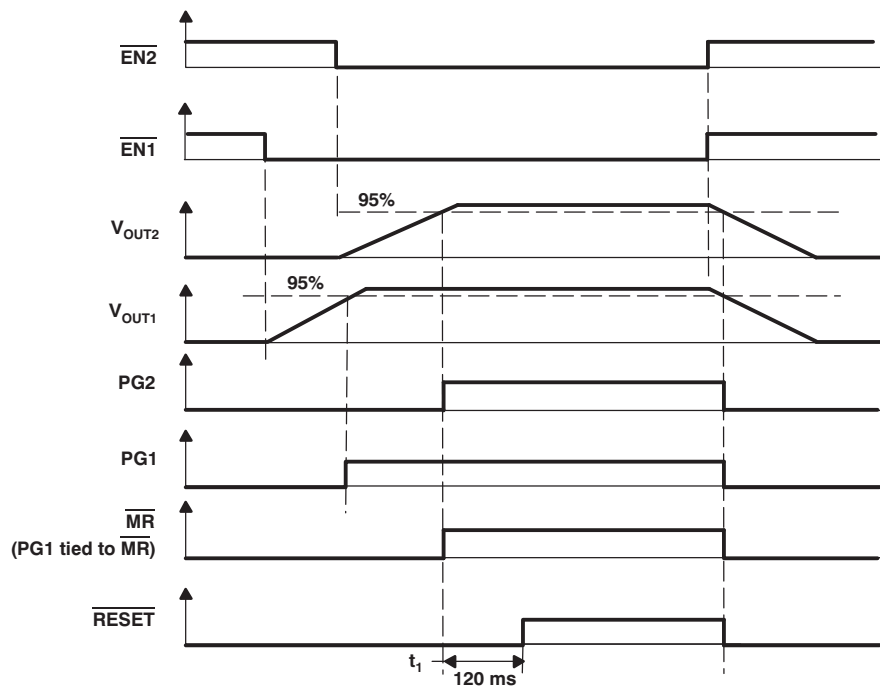 EN2
EN1
95%
VOUT2
95%
VOUT1
PG2
PG1
MR
(PG1 tied to MR)
RESET
t1
120 ms